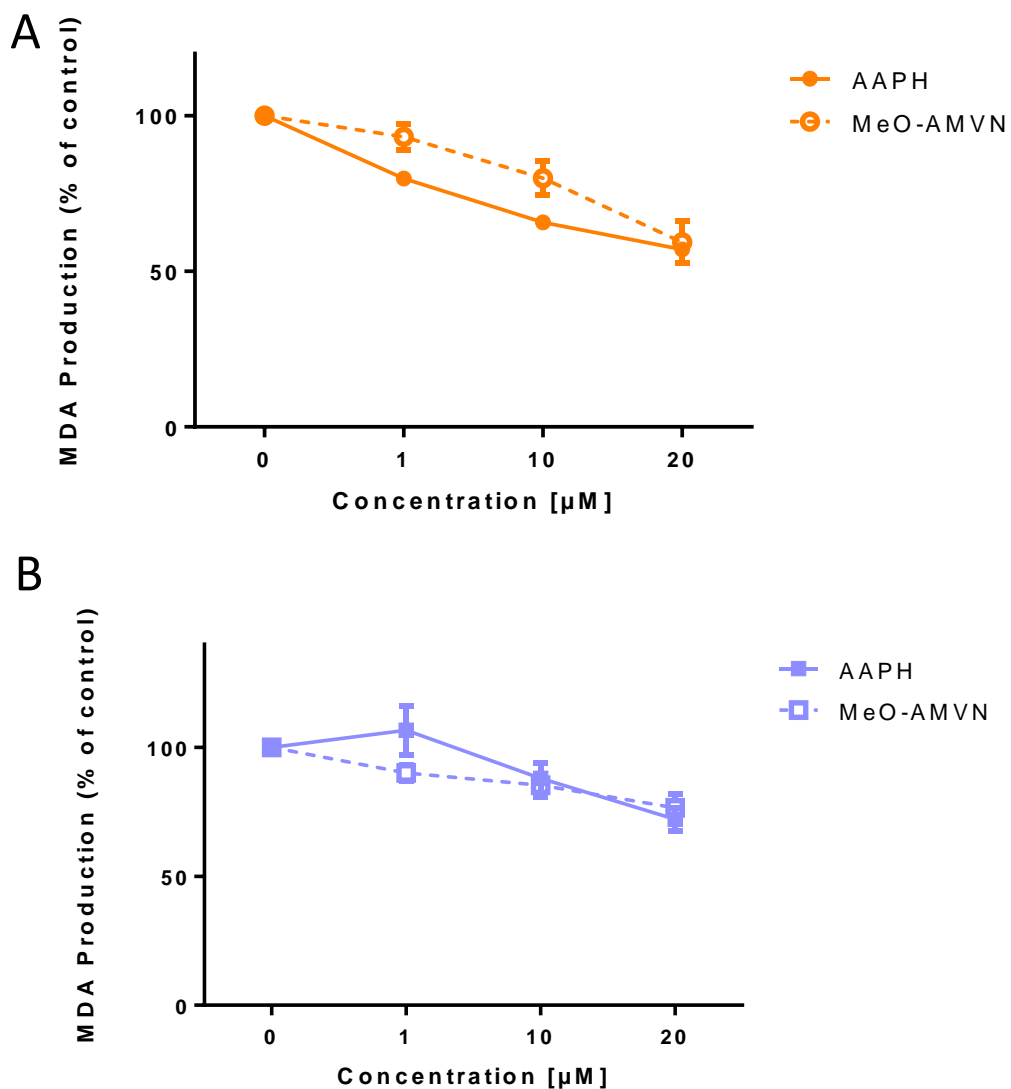 A
MDA Production (% of control)
100
50
0
0 1 10 20
Concentration [µM]
AAPH
MeO-AMVN
B
MDA Production (% of control)
100
50
0
0 1 10 20
Concentration [µM]
AAPH
MeO-AMVN